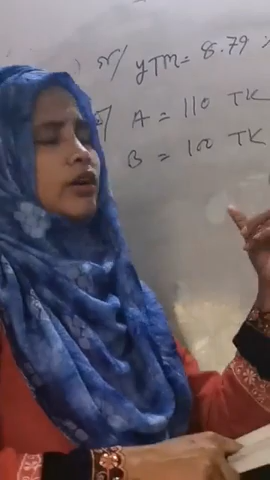 YTM = 8.79 %
A = 110 TK
B = 100 TK